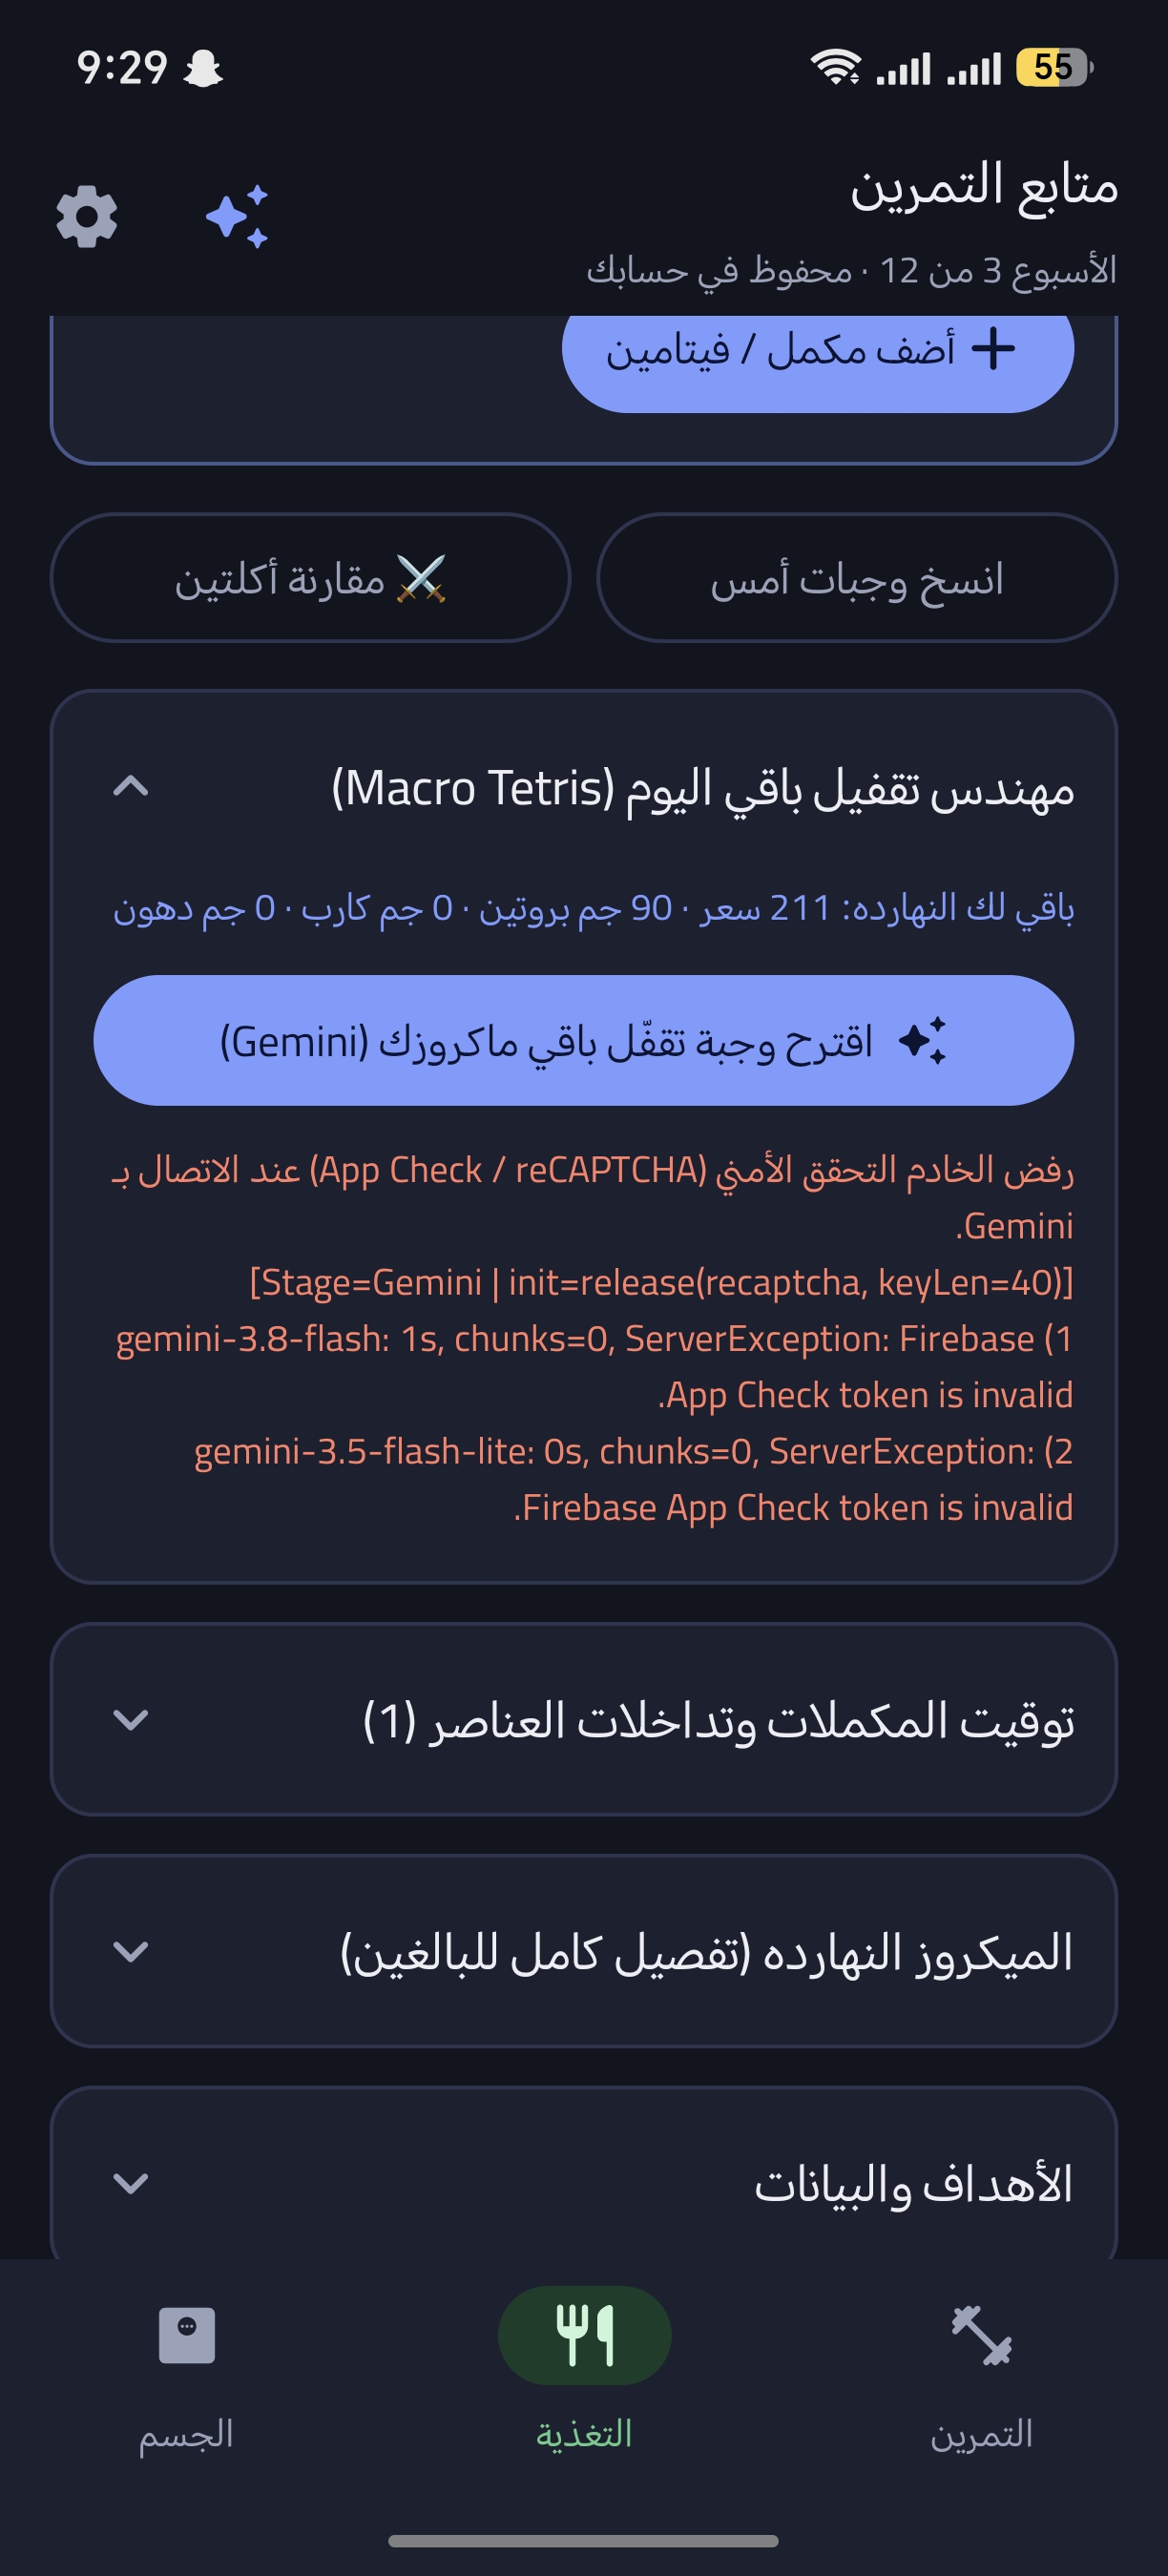 9:29
55
متابع التمرين
الأسبوع 3 من 12 · محفوظ في حسابك
أضف مكمل / فيتامين
انسخ وجبات أمس
⚔️ مقارنة أكلتين
مهندس تقفيل باقي اليوم (Macro Tetris)
باقي لك النهارده: 211 سعر · 90 جم بروتين · 0 جم كارب · 0 جم دهون
اقترح وجبة تقفّل باقي ماكروزك (Gemini)
رفض الخادم التحقق الأمني (App Check / reCAPTCHA) عند الاتصال بـ
Gemini.
[Stage=Gemini | init=release(recaptcha, keyLen=40)]
1) gemini-3.8-flash: 1s, chunks=0, ServerException: Firebase
App Check token is invalid.
2) gemini-3.5-flash-lite: 0s, chunks=0, ServerException:
Firebase App Check token is invalid.
توقيت المكملات وتداخلات العناصر (1)
الميكروز النهارده (تفصيل كامل للبالغين)
الأهداف والبيانات
التمرين
التغذية
الجسم